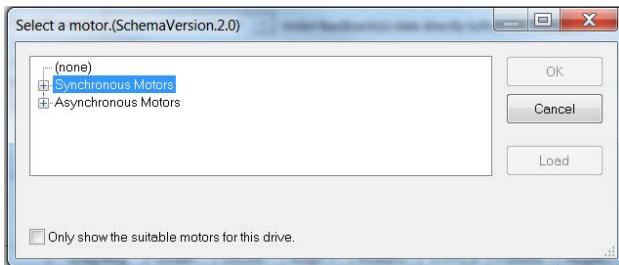 Select a motor.(SchemaVersion.2.0)
(none)
Synchronous Motors
Asynchronous Motors
OK
Cancel
Load
Only show the suitable motors for this drive.